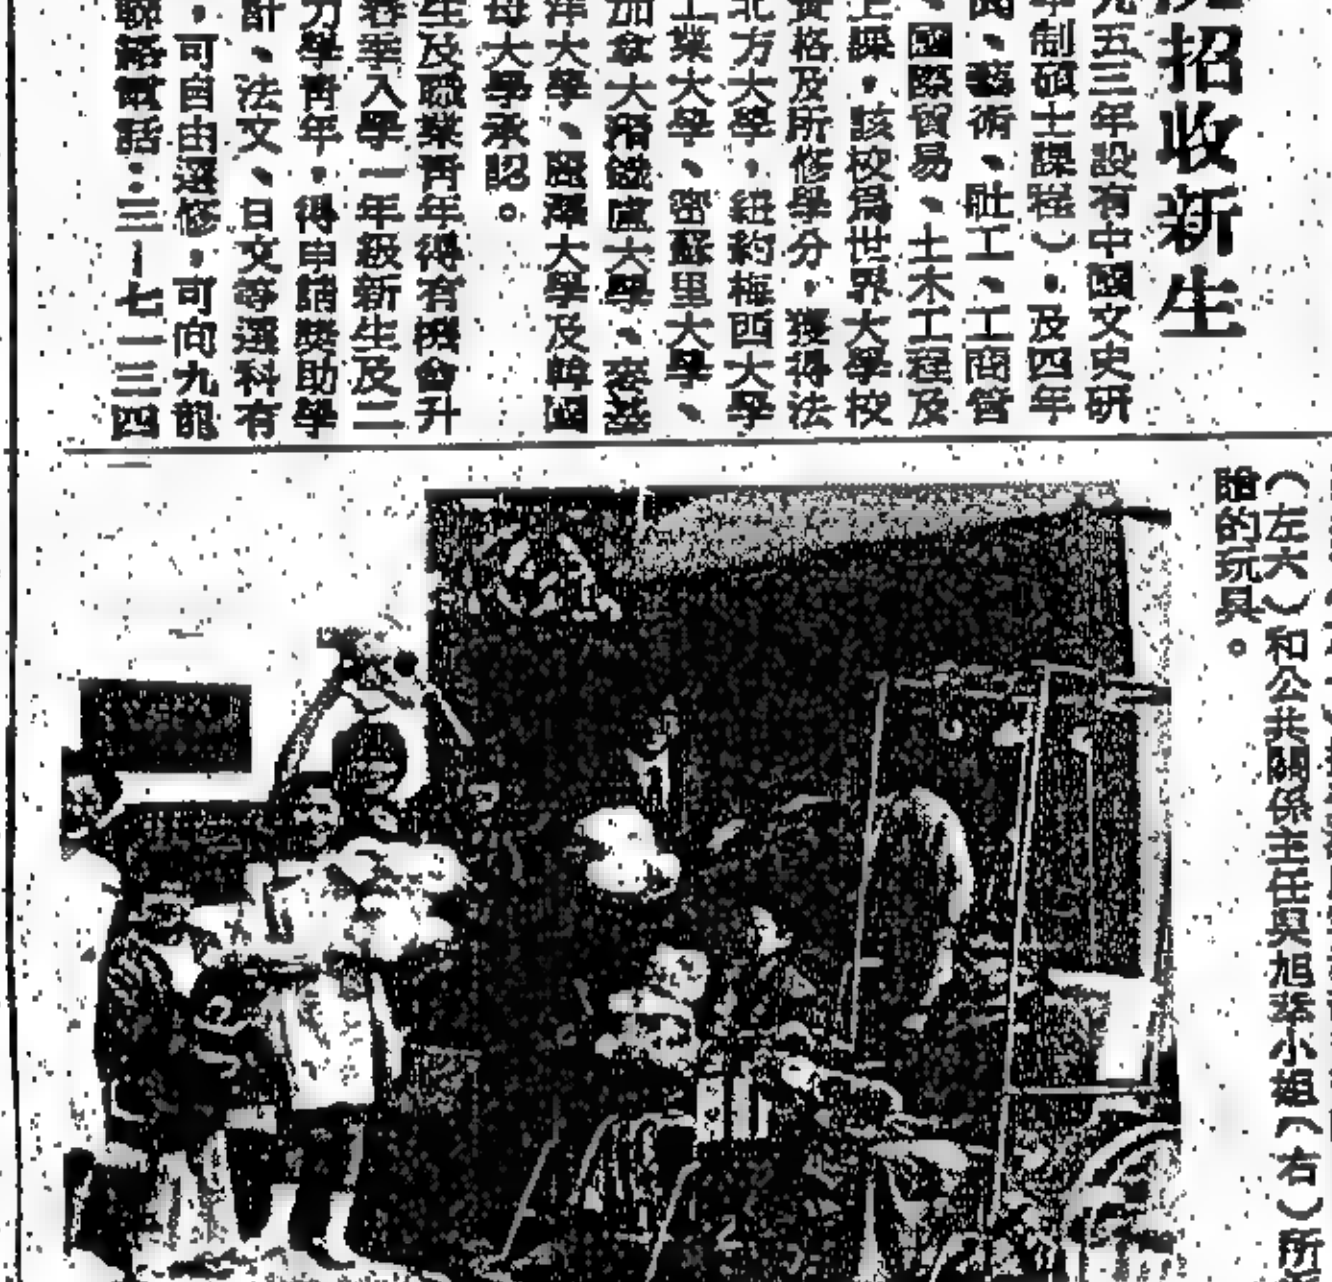 招收新生
九五三年設有中國文史研
制碩士課程），及四年
、藝術、社工、工商管
、國際貿易、土木工程及
上課，該校爲世界大學校
資格及所修學分，獲得法
北方大學，紐約梅西大學
工業大學、密蘇里大學、
加拿大大學、
洋大學、大學及韓國
母大學承認。
生及職業青年得有機會升
春季入學一年級新生及二
力學青年，得申請獎助學
計、法文、日文等選科有
，可自由選修，可向九龍
聯絡電話：三—七一三四
（左六）和公共關係主任吳旭小姐（右）所
贈的玩具。